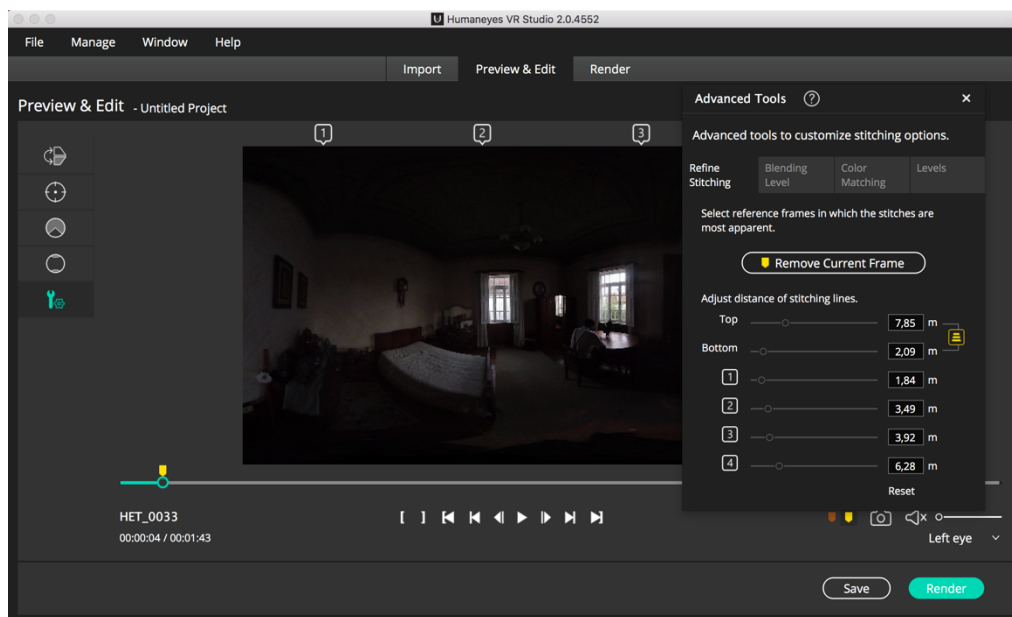 Humaneyes VR Studio 2.0.4552
File Manage Window Help
Import Preview & Edit Render
Preview & Edit - Untitled Project
1 2 3
Advanced Tools ? ×
Advanced tools to customize stitching options.
Refine Stitching
Blending Level
Color Matching
Levels
Select reference frames in which the stitches are
most apparent.
Remove Current Frame
Adjust distance of stitching lines.
Top 7,85 m
Bottom 2,09 m
1 1,84 m
2 3,49 m
3 3,92 m
4 6,28 m
Reset
HET_0033
00:00:04 / 00:01:43
Left eye
Save Render